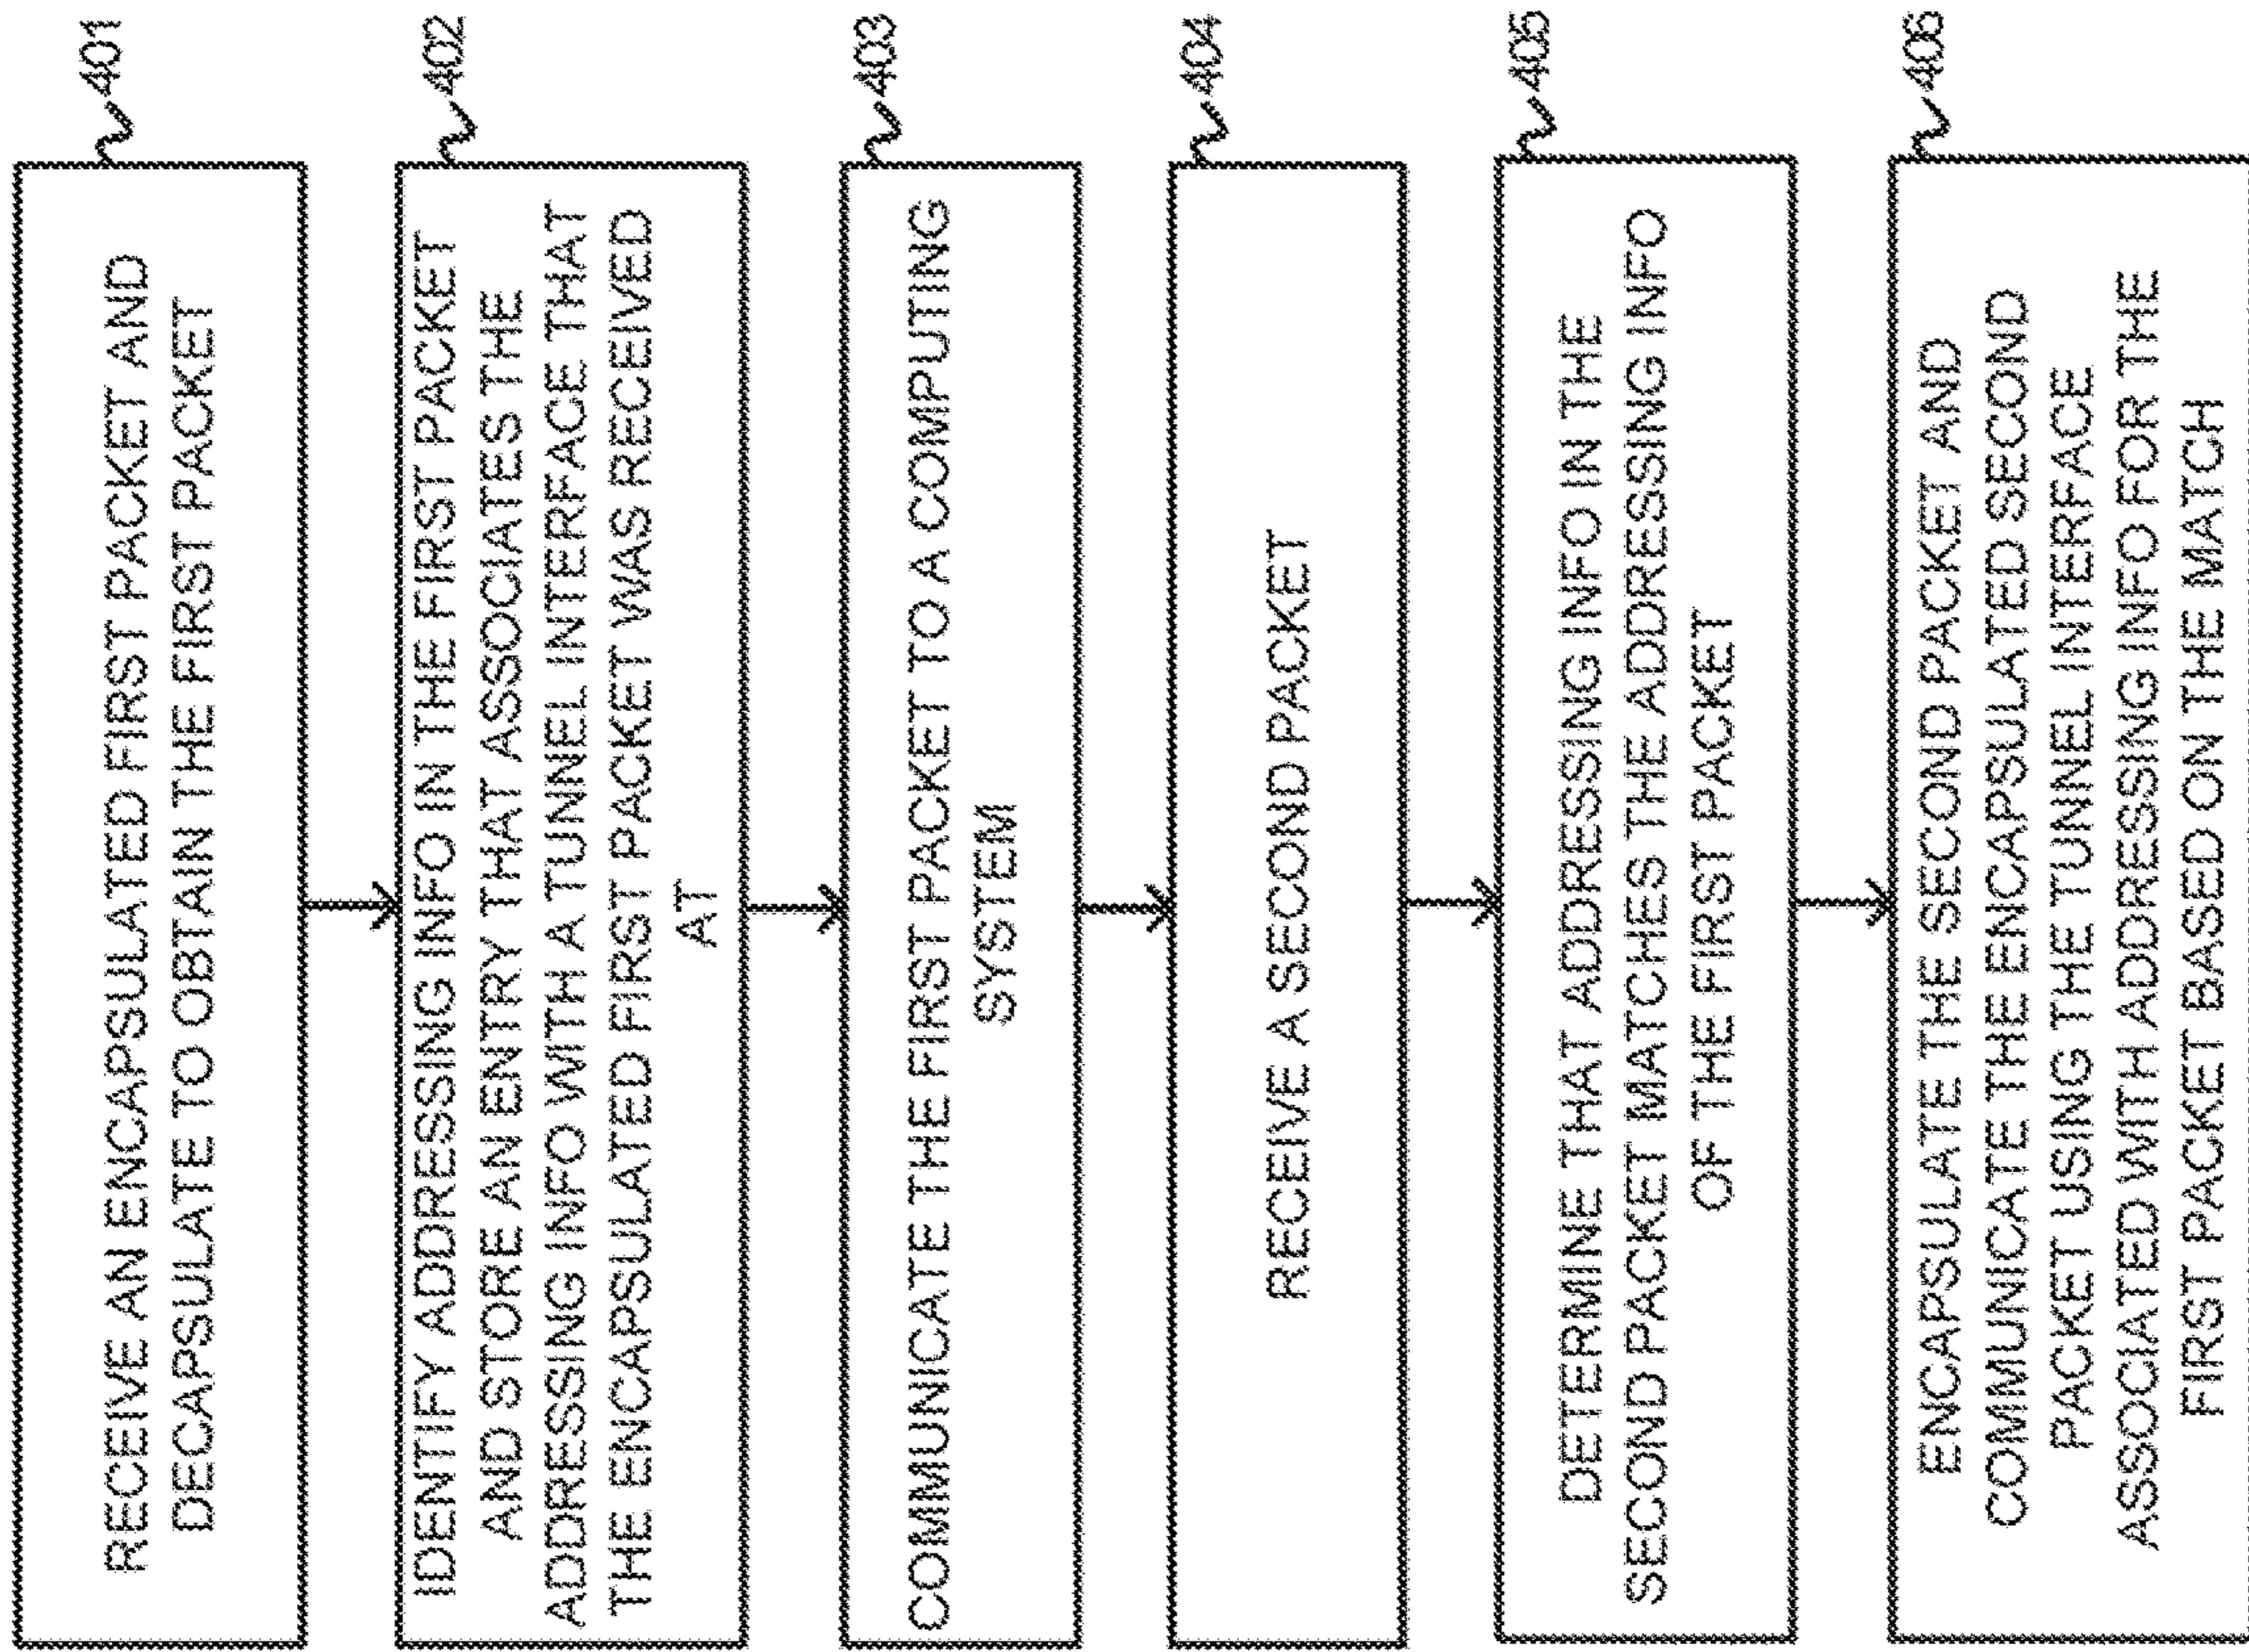 401
RECEIVE AN ENCAPSULATED FIRST PACKET AND
DECAPSULATE TO OBTAIN THE FIRST PACKET
402
IDENTIFY ADDRESSING INFO IN THE FIRST PACKET
AND STORE AN ENTRY THAT ASSOCIATES THE
ADDRESSING INFO WITH A TUNNEL INTERFACE THAT
THE ENCAPSULATED FIRST PACKET WAS RECEIVED
AT
403
COMMUNICATE THE FIRST PACKET TO A COMPUTING
SYSTEM
404
RECEIVE A SECOND PACKET
405
DETERMINE THAT ADDRESSING INFO IN THE
SECOND PACKET MATCHES THE ADDRESSING INFO
OF THE FIRST PACKET
406
ENCAPSULATE THE SECOND PACKET AND
COMMUNICATE THE ENCAPSULATED SECOND
PACKET USING THE TUNNEL INTERFACE
ASSOCIATED WITH ADDRESSING INFO FOR THE
FIRST PACKET BASED ON THE MATCH